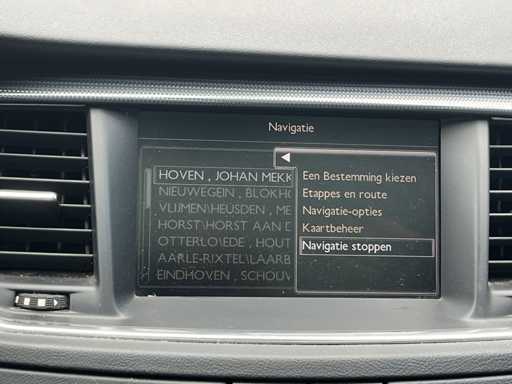 Navigatie
HOVEN , JOHAN MEKK
NIEUWEGEIN , BLOKHO
VLIJMEN\HEUSDEN , ME
HORST\HORST AAN D
OTTERLO\EDE , HOUT
AARLE-RIXTEL\LAARB
EINDHOVEN , SCHOUV
Een Bestemming kiezen
Etappes en route
Navigatie-opties
Kaartbeheer
Navigatie stoppen